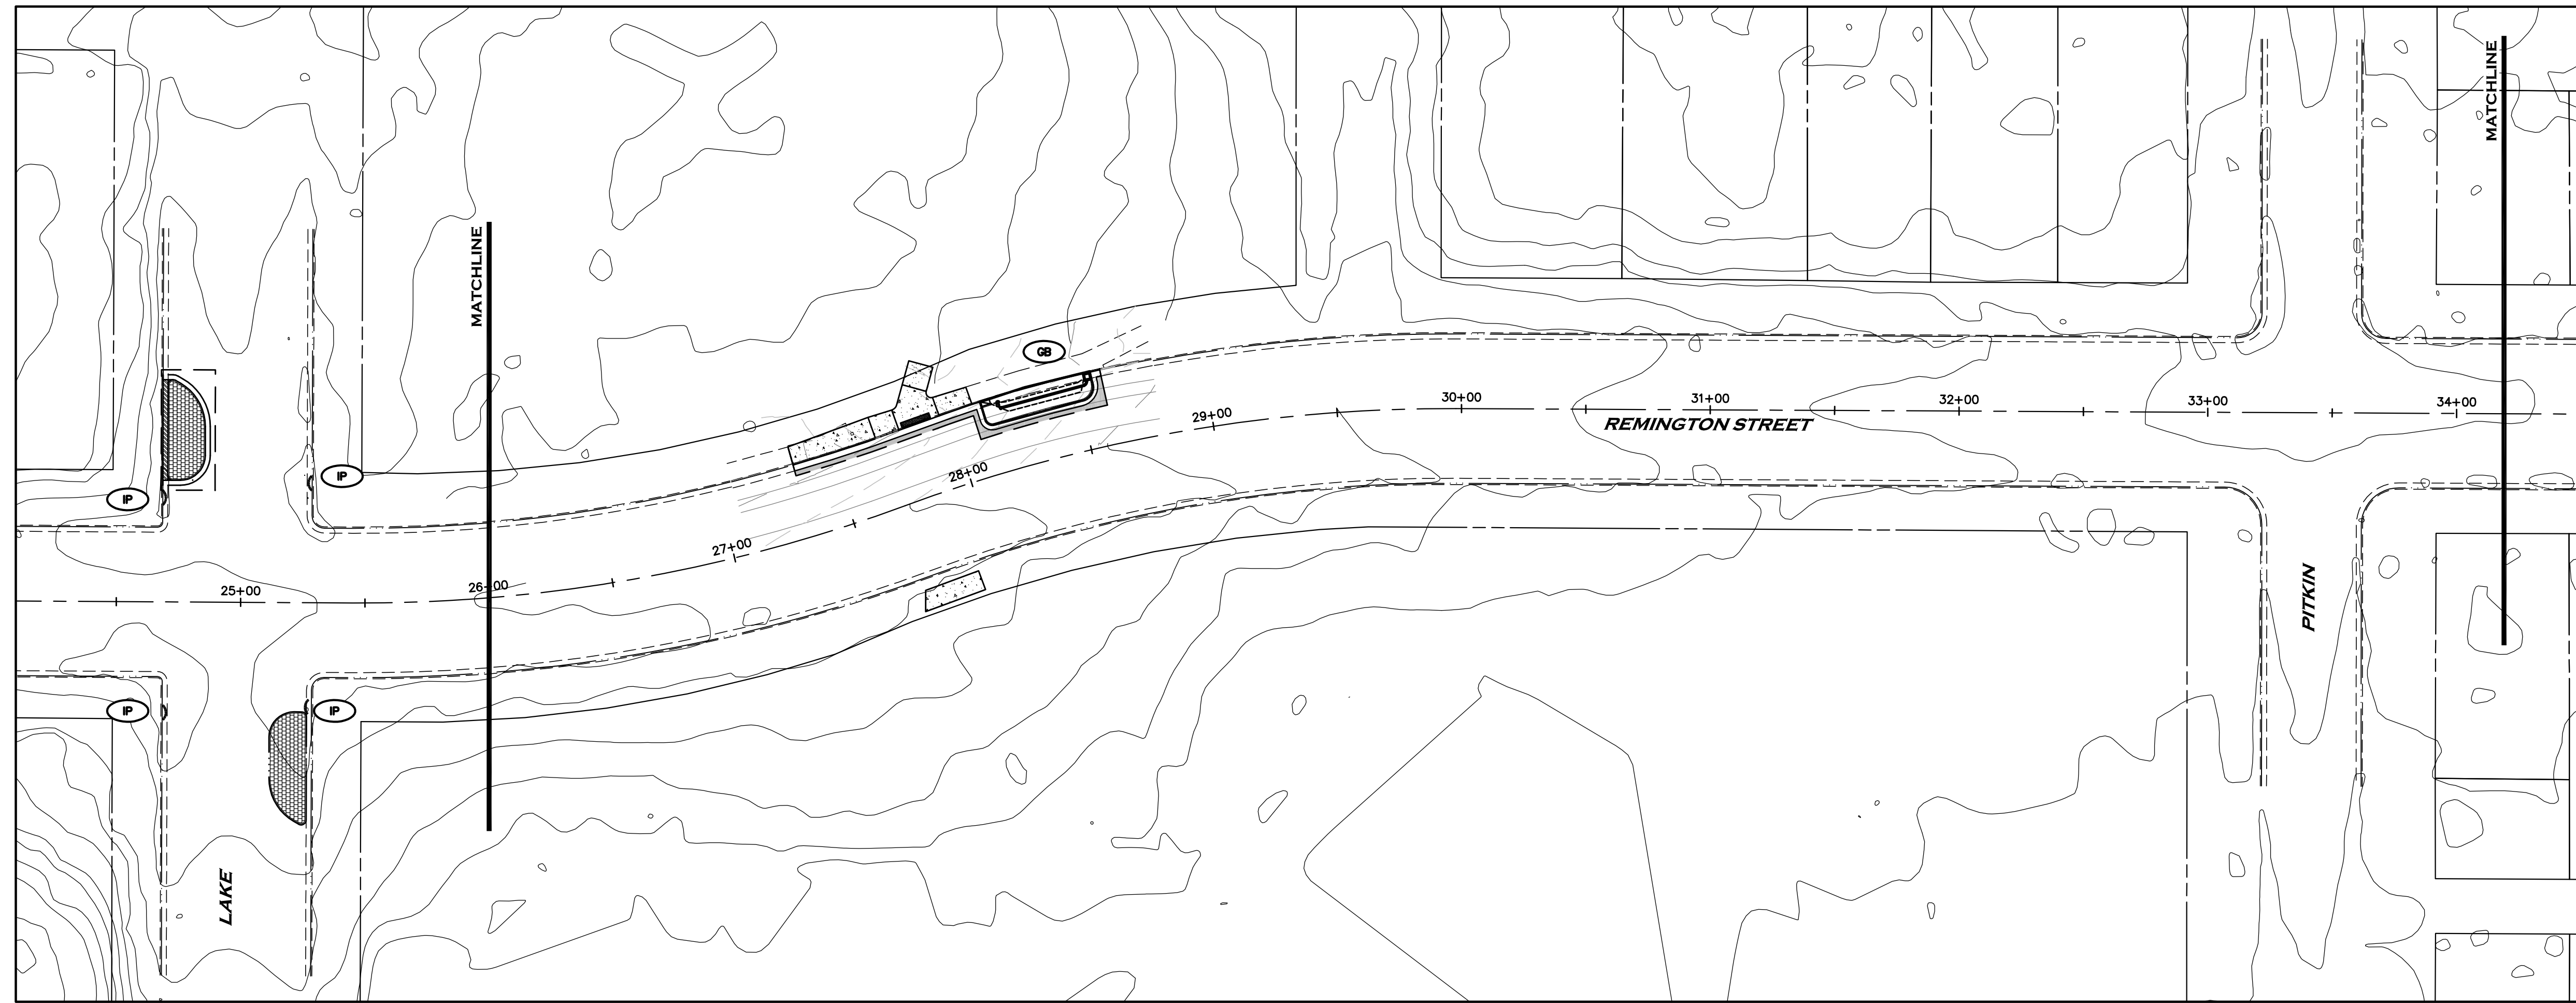 MATCHLINE
MATCHLINE
GB
IP
IP
IP
IP
25+00
26+00
27+00
28+00
29+00
30+00
31+00
32+00
33+00
34+00
REMINGTON STREET
PITKIN
LAKE